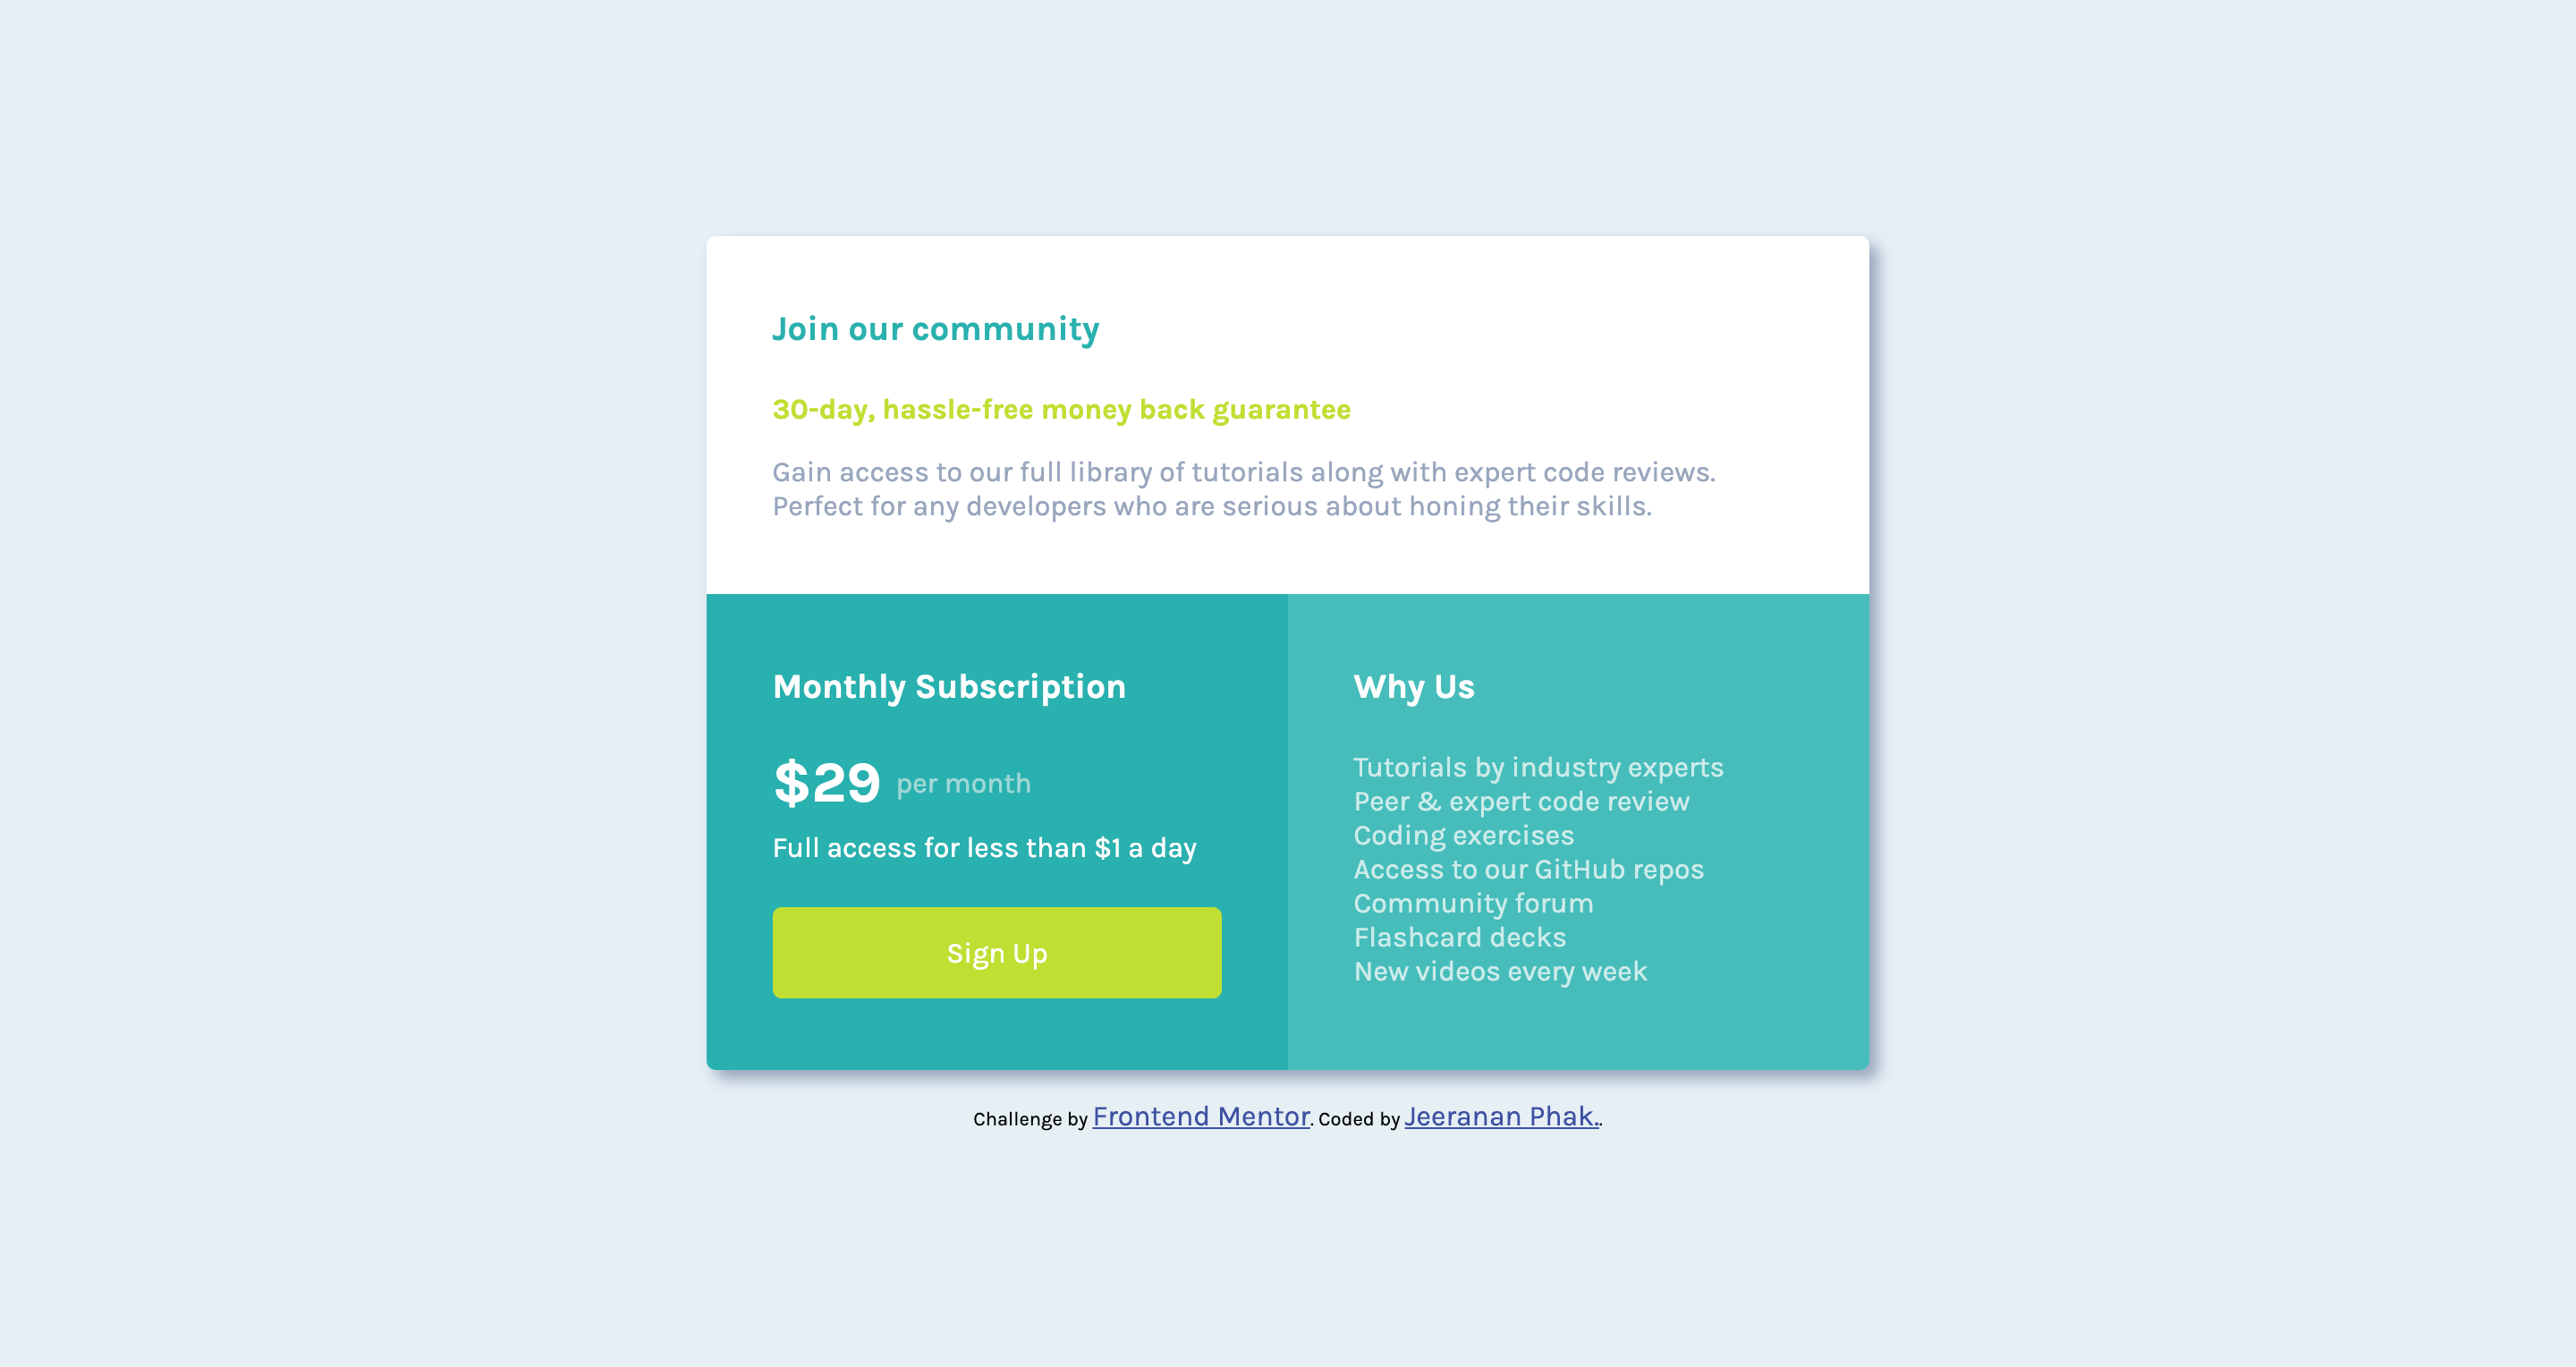 Join our community
30-day, hassle-free money back guarantee
Gain access to our full library of tutorials along with expert code reviews.
Perfect for any developers who are serious about honing their skills.
Monthly Subscription
$29 per month
Full access for less than $1 a day
Sign Up
Why Us
Tutorials by industry experts
Peer & expert code review
Coding exercises
Access to our GitHub repos
Community forum
Flashcard decks
New videos every week
Challenge by Frontend Mentor. Coded by Jeeranan Phak..